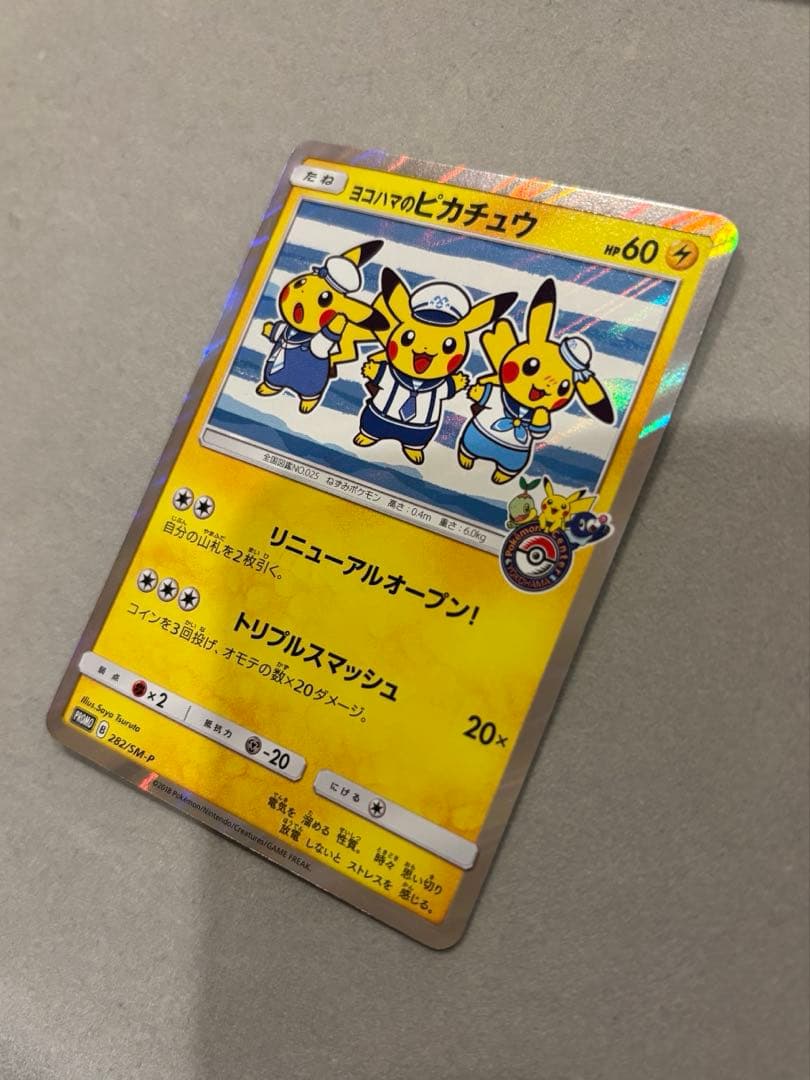 たね
ヨコハマのピカチュウ
HP60
全国図鑑NO.025 ねずみポケモン 高さ:0.4m 重さ:6.0kg
Pokémon Center
YOKOHAMA
リニューアルオープン!
自分の山札を2枚引く。
トリプルスマッシュ
20×
コインを3回投げ、オモテの数×20ダメージ。
弱点
×2
抵抗力
-20
にげる
Illus.Saya Tsuruta
PROMO B 282/SM-P
©2018 Pokémon/Nintendo/Creatures/GAME FREAK.
電気を 溜める 性質。 時々 思い切り
放電 しないと ストレスを 感じる。